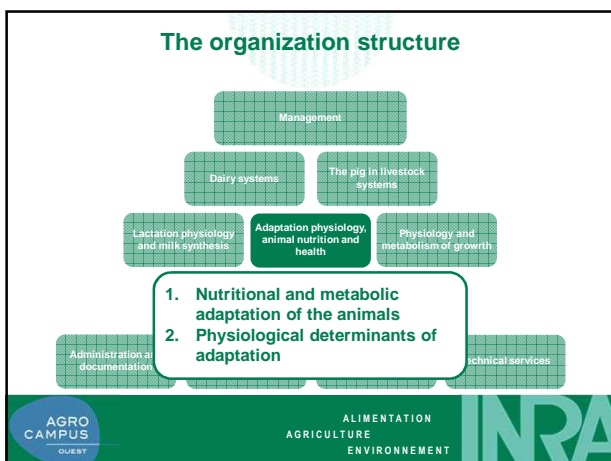 The organization structure
Management
Dairy systems
The pig in livestock
systems
Lactation physiology
and milk synthesis
Adaptation physiology,
animal nutrition and
health
Physiology and
metabolism of growth
1. Nutritional and metabolic
adaptation of the animals
2. Physiological determinants of
adaptation
Administration
documentation
technical services
AGRO
CAMPUS
OUEST
ALIMENTATION
AGRICULTURE
ENVIRONNEMENT
INRA